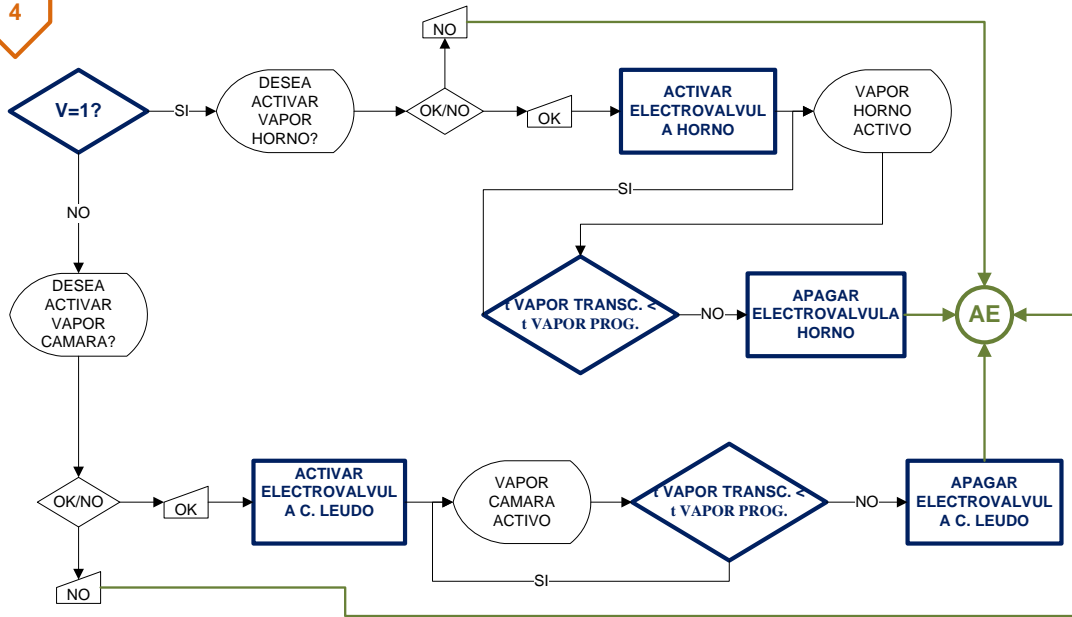 4
V=1?
SI
DESEA
ACTIVAR
VAPOR
HORNO?
OK/NO
NO
OK
ACTIVAR
ELECTROVALVUL
A HORNO
VAPOR
HORNO
ACTIVO
SI
t VAPOR TRANSC. <
t VAPOR PROG.
NO
APAGAR
ELECTROVALVULA
HORNO
AE
NO
DESEA
ACTIVAR
VAPOR
CAMARA?
OK/NO
OK
ACTIVAR
ELECTROVALVUL
A C. LEUDO
VAPOR
CAMARA
ACTIVO
t VAPOR TRANSC. <
t VAPOR PROG.
NO
APAGAR
ELECTROVALVUL
A C. LEUDO
SI
NO